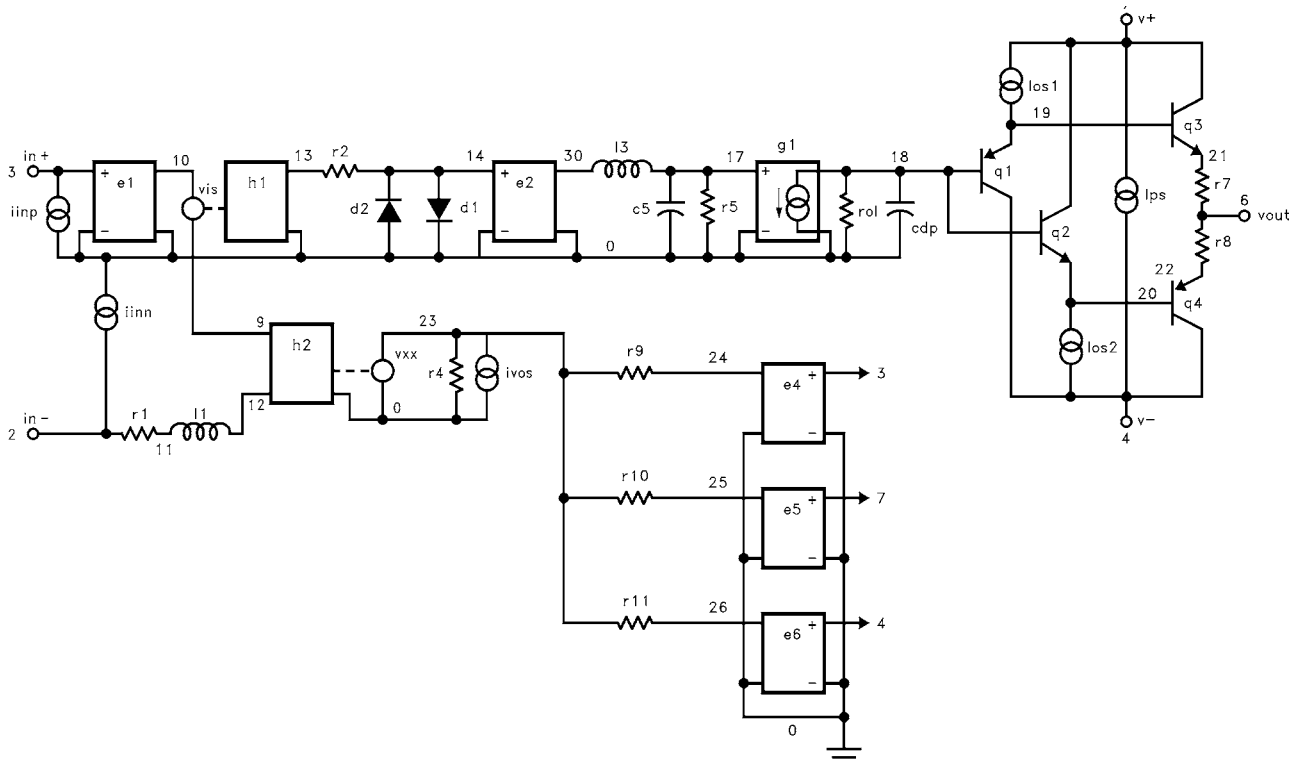 v+
Ios1
19
q3
in+
3
10
13
r2
14
30
l3
17
g1
18
21
e1
vis
h1
e2
q1
r7
6
iinp
d2
d1
c5
r5
rol
cdp
Ips
vout
q2
r8
0
22
20
q4
iinn
9
h2
23
vxx
r4
ivos
Ios2
r9
24
e4
3
12
0
in-
2
r1
l1
11
v-
4
r10
25
e5
7
r11
26
e6
4
0